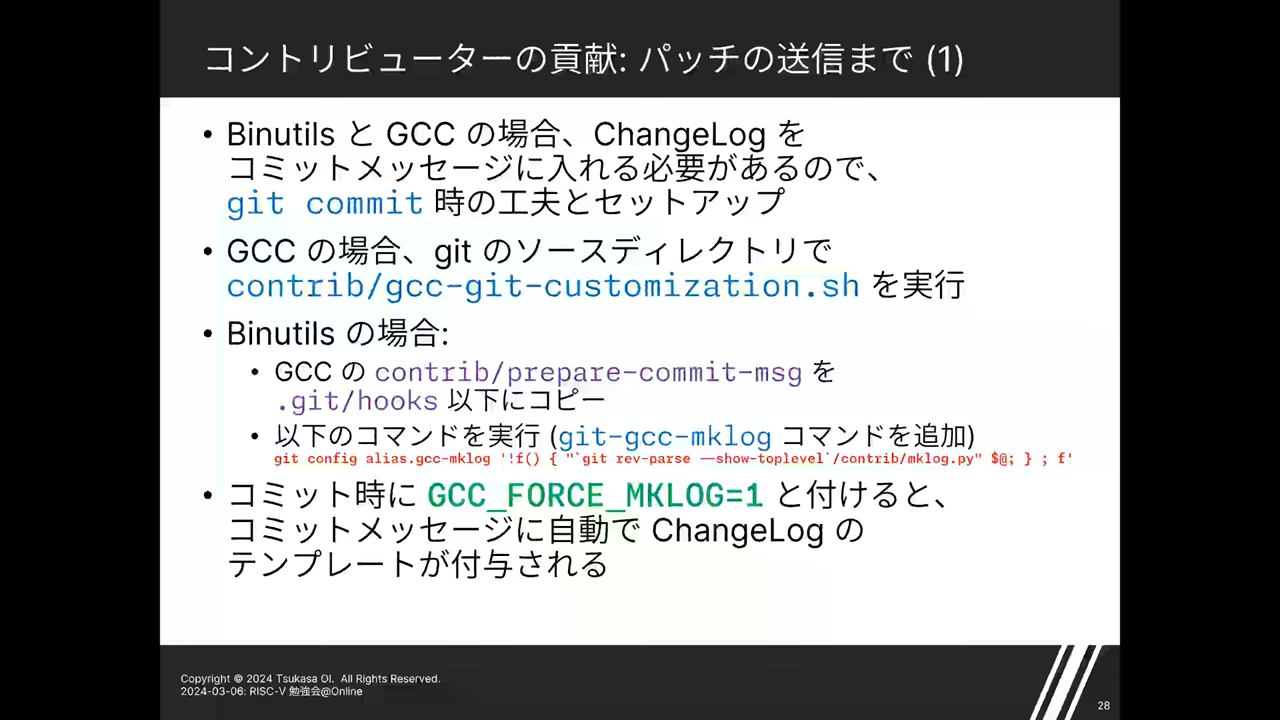 コントリビューターの貢献: パッチの送信まで (1)
• Binutils と GCC の場合、ChangeLog を
コミットメッセージに入れる必要があるので、
git commit 時の工夫とセットアップ
• GCC の場合、git のソースディレクトリで
contrib/gcc-git-customization.sh を実行
• Binutils の場合:
• GCC の contrib/prepare-commit-msg を
.git/hooks 以下にコピー
• 以下のコマンドを実行 (git-gcc-mklog コマンドを追加)
git config alias.gcc-mklog '!f() { "`git rev-parse --show-toplevel`/contrib/mklog.py" $@; } ; f'
• コミット時に GCC_FORCE_MKLOG=1 と付けると、
コミットメッセージに自動で ChangeLog の
テンプレートが付与される
Copyright © 2024 Tsukasa OI. All Rights Reserved.
2024-03-06: RISC-V 勉強会@Online
28